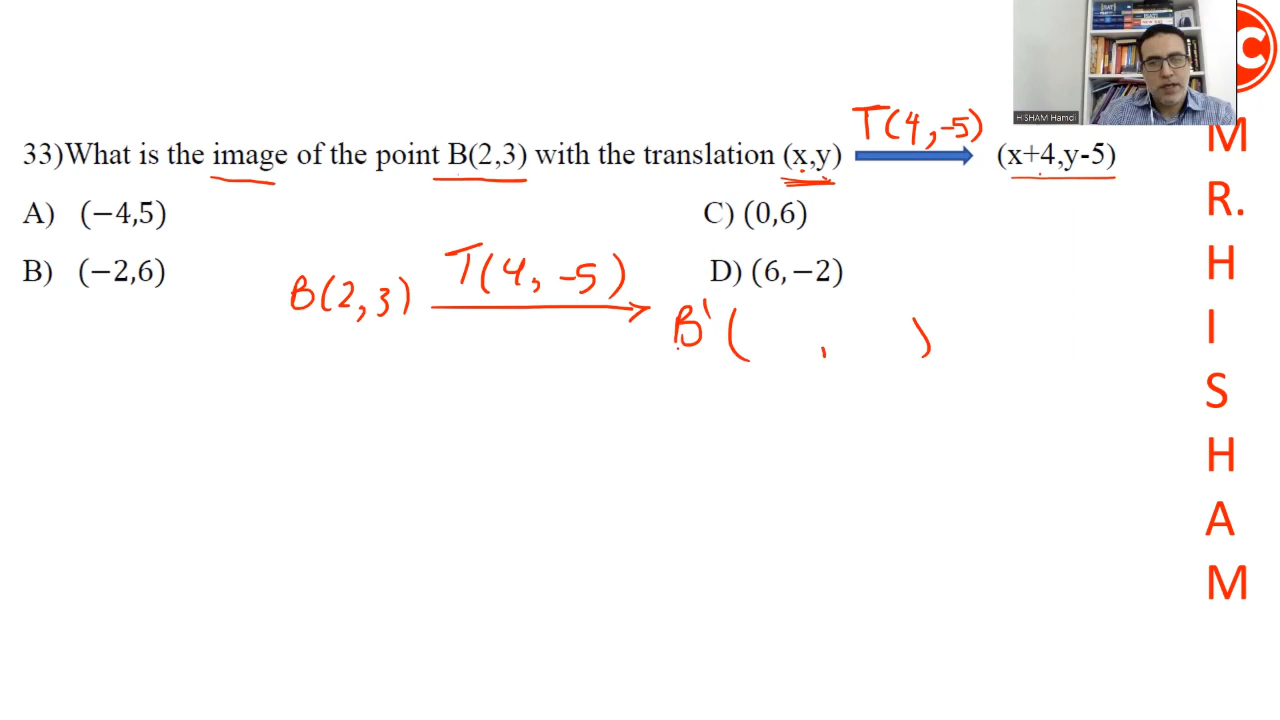 C
HISHAM Hamdi
T(4,-5)
33)What is the image of the point B(2,3) with the translation (x,y) (x+4,y-5)
A) (−4,5)
C) (0,6)
B) (−2,6)
D) (6,−2)
B(2,3) T(4,-5) B'( , )
M
R.
H
I
S
H
A
M